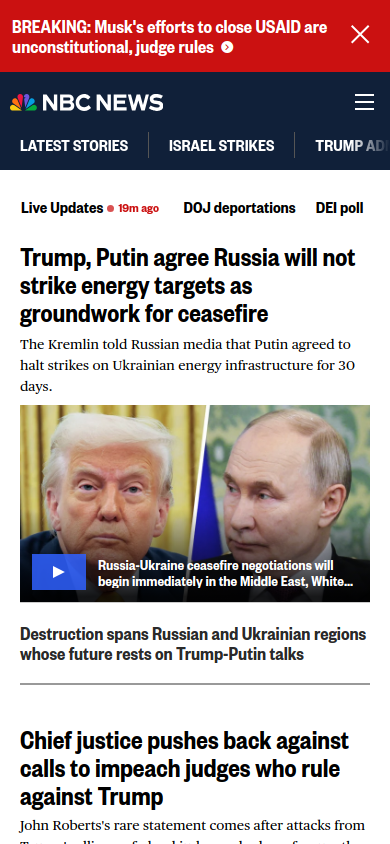 BREAKING: Musk's efforts to close USAID are
unconstitutional, judge rules
NBC NEWS
LATEST STORIES
ISRAEL STRIKES
TRUMP AD
Live Updates
19m ago
DOJ deportations
DEI poll
Trump, Putin agree Russia will not
strike energy targets as
groundwork for ceasefire
The Kremlin told Russian media that Putin agreed to
halt strikes on Ukrainian energy infrastructure for 30
days.
Russia-Ukraine ceasefire negotiations will
begin immediately in the Middle East, White...
Destruction spans Russian and Ukrainian regions
whose future rests on Trump-Putin talks
Chief justice pushes back against
calls to impeach judges who rule
against Trump
John Roberts's rare statement comes after attacks from